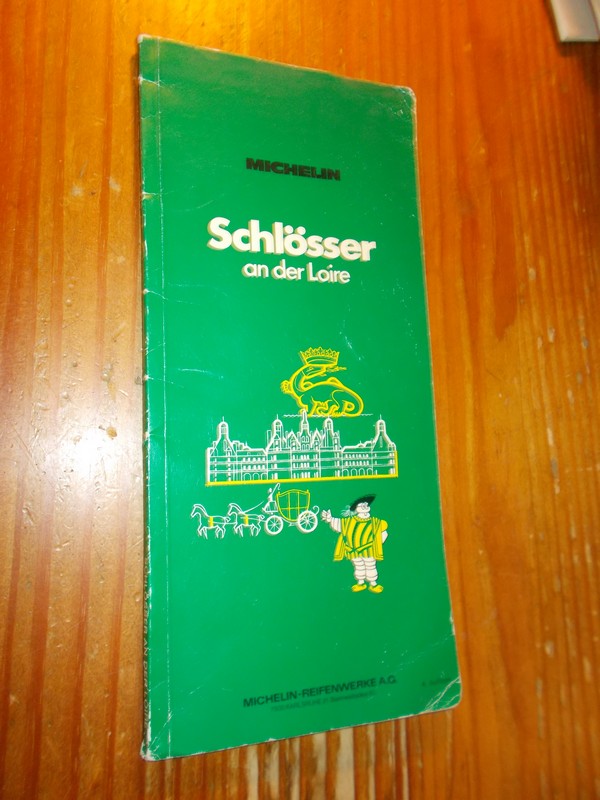 MICHELIN
Schlösser
an der Loire
MICHELIN-REIFENWERKE A.G.